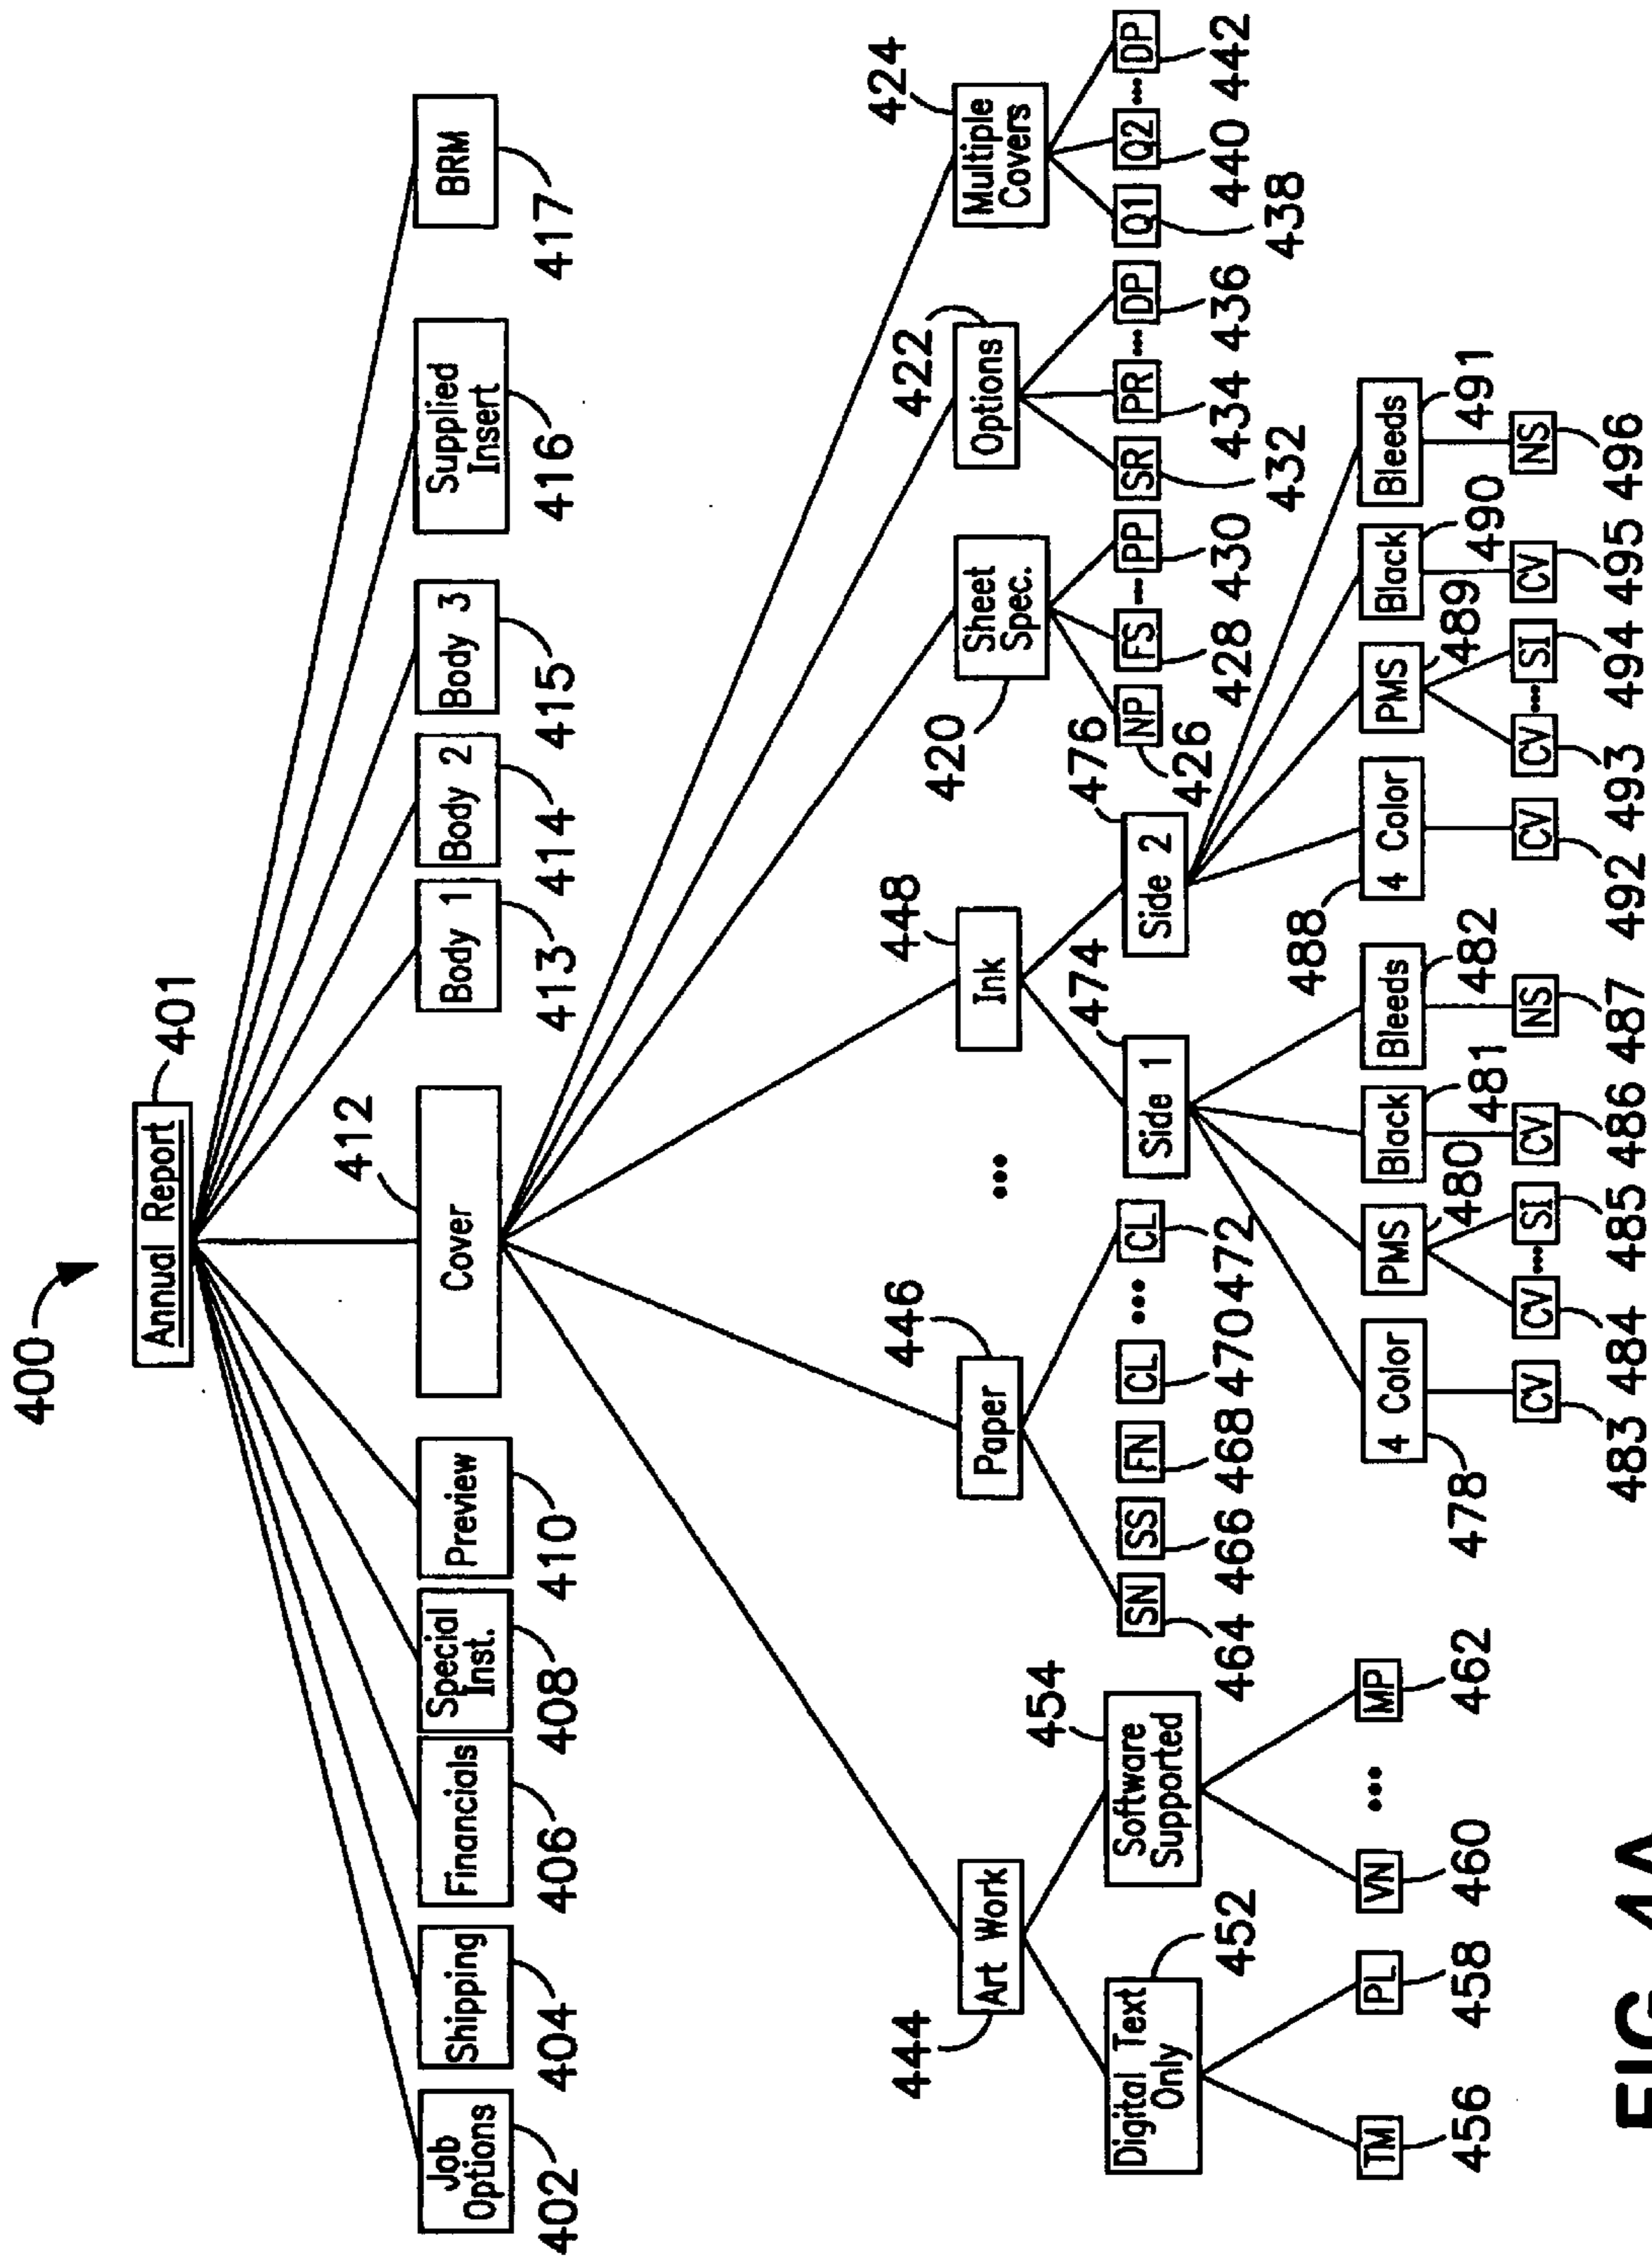 400
Annual Report
401
Job
Options
402
Shipping
404
Financials
406
Special
Inst.
408
Preview
410
Cover
412
Body 1
413
Body 2
414
Body 3
415
Supplied
Insert
416
BRM
417
Art Work
444
Paper
446
...
Ink
448
Sheet
Spec.
420
Options
422
Multiple
Covers
424
Digital Text
Only
452
Software
Supported
454
SN
464
SS
466
FN
468
CL
470
...
CL
472
Side 1
474
Side 2
476
NP
426
FS
428
...
PP
430
SR
432
PR
434
...
DP
436
Q1
438
Q2
440
...
DP
442
TM
456
PL
458
VN
460
...
MP
462
4 Color
478
PMS
480
Black
481
Bleeds
482
4 Color
488
PMS
489
Black
490
Bleeds
491
CV
483
CV
484
...
SI
485
CV
486
NS
487
CV
492
CV
493
...
SI
494
CV
495
NS
496
FIG. 4A